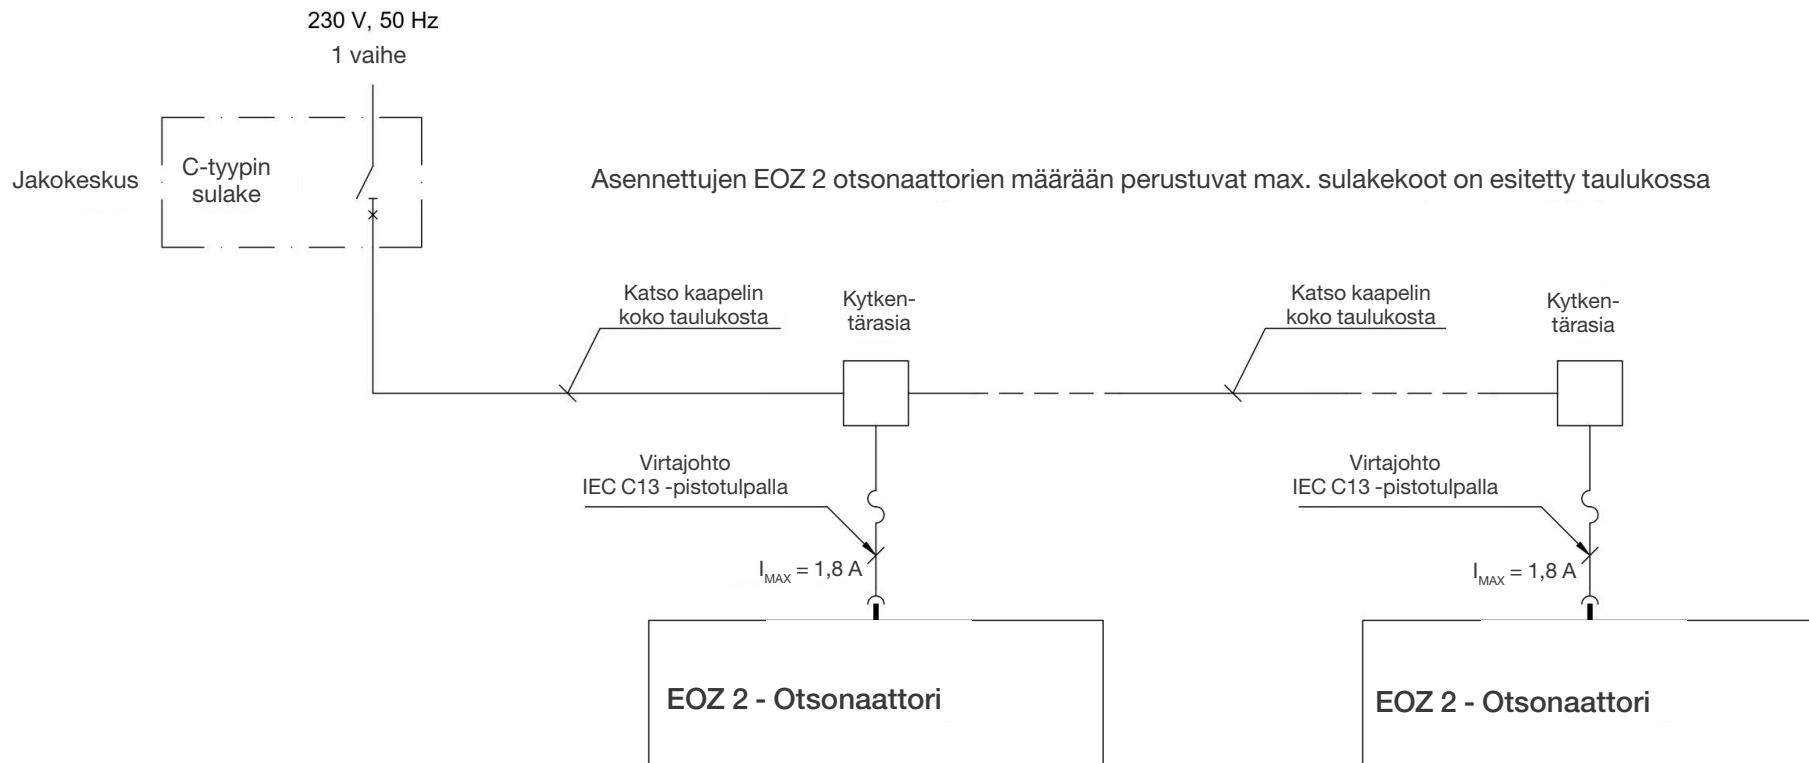 230 V, 50 Hz
1 vaihe
Jakokeskus
C-tyypin
sulake
Asennettujen EOZ 2 otsonaattorien määrään perustuvat max. sulakekoot on esitetty taulukossa
Katso kaapelin
koko taulukosta
Kytken-
tärasia
Katso kaapelin
koko taulukosta
Kytken-
tärasia
Virtajohto
IEC C13 -pistotulpalla
I_MAX = 1,8 A
Virtajohto
IEC C13 -pistotulpalla
I_MAX = 1,8 A
EOZ 2 - Otsonaattori
EOZ 2 - Otsonaattori